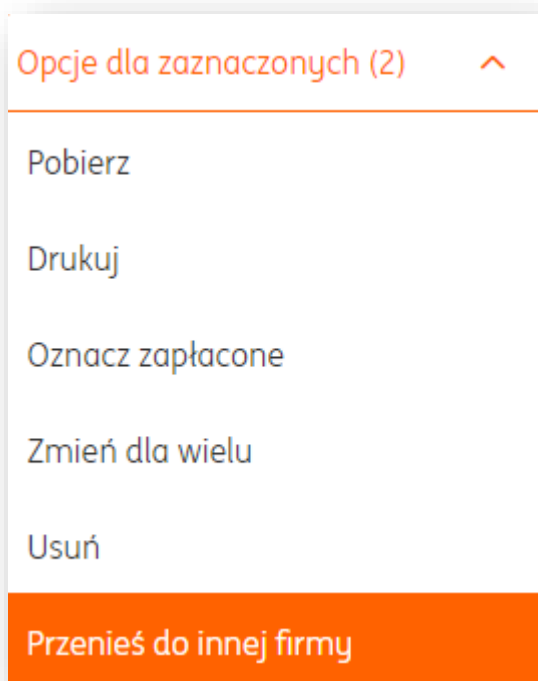 Opcje dla zaznaczonych (2)
Pobierz
Drukuj
Oznacz zapłacone
Zmień dla wielu
Usuń
Przenieś do innej firmy